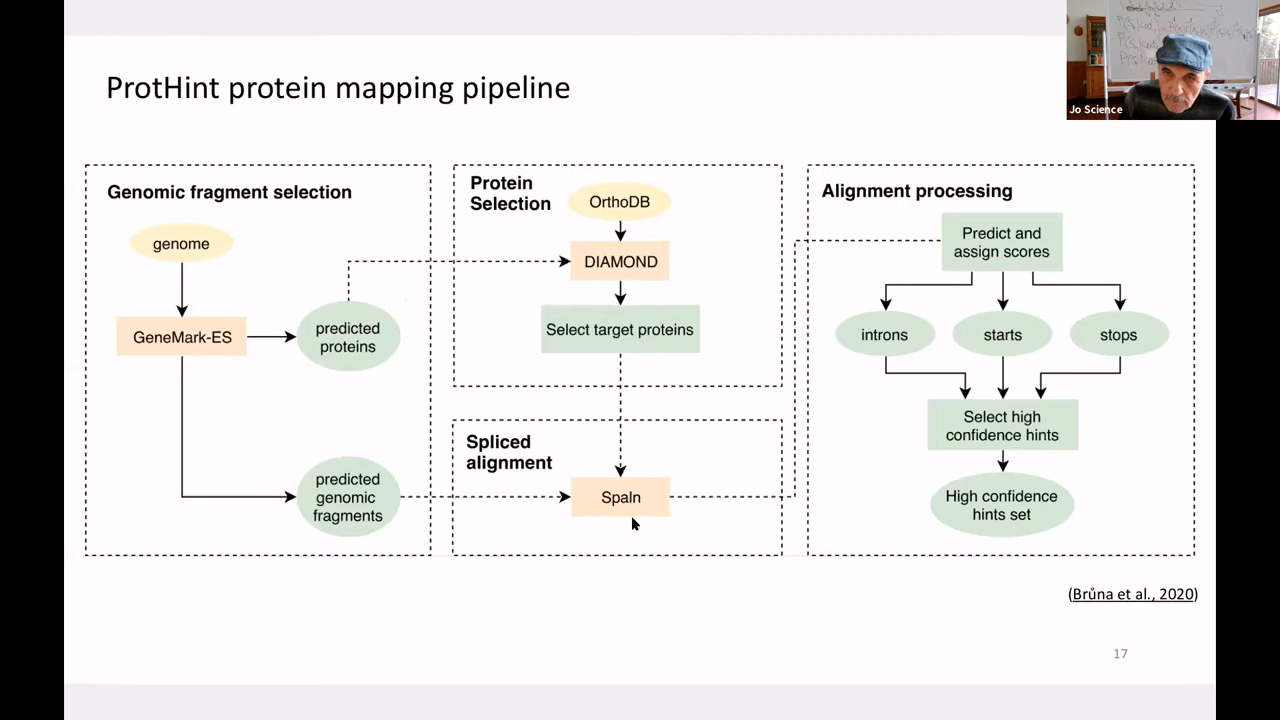 ProtHint protein mapping pipeline
Jo Science
Genomic fragment selection
genome
GeneMark-ES
predicted
proteins
predicted
genomic
fragments
Protein
Selection
OrthoDB
DIAMOND
Select target proteins
Spliced
alignment
Spaln
Alignment processing
Predict and
assign scores
introns
starts
stops
Select high
confidence hints
High confidence
hints set
(Brůna et al., 2020)
17